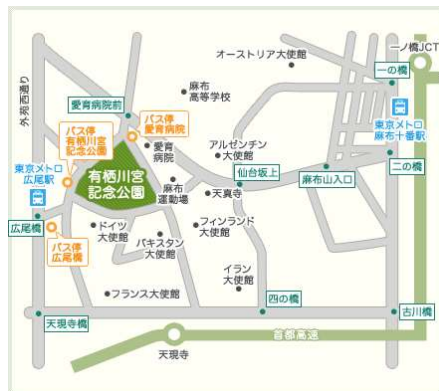 オーストリア大使館
一ノ橋JCT
外苑西通り
麻布
高等学校
一の橋
愛育病院前
バス停
愛育病院
東京メトロ
麻布十番駅
バス停
有栖川宮
記念公園
愛育
病院
アルゼンチン
大使館
二の橋
東京メトロ
広尾駅
有栖川宮
記念公園
麻布
運動場
仙台坂上
麻布山入口
天真寺
広尾橋
ドイツ
大使館
フィンランド
大使館
バス停
広尾橋
パキスタン
大使館
イラン
大使館
フランス大使館
天現寺橋
四の橋
古川橋
首都高速
天現寺